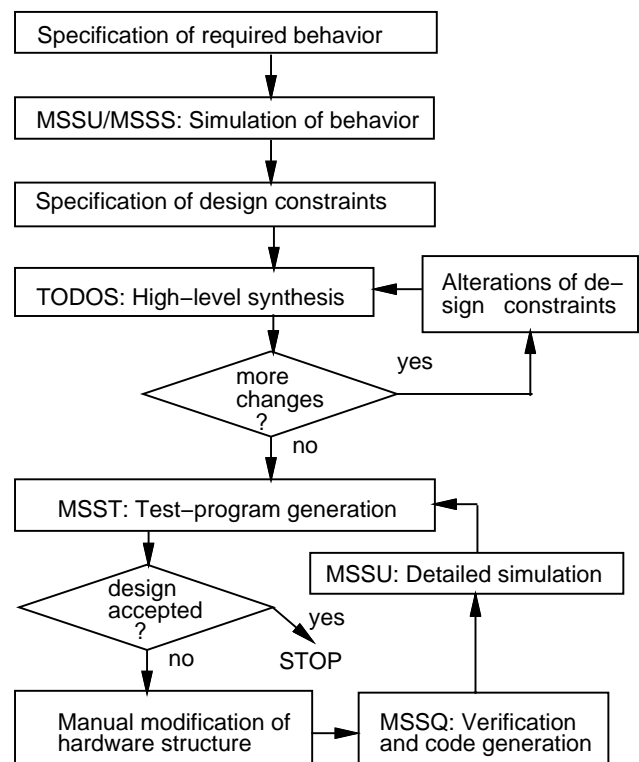 Specification of required behavior
MSSU/MSSS: Simulation of behavior
Specification of design constraints
TODOS: High−level synthesis
Alterations of de−
sign constraints
yes
more
changes
?
no
MSST: Test−program generation
MSSU: Detailed simulation
design
accepted
?
yes
STOP
no
Manual modification of
hardware structure
MSSQ: Verification
and code generation